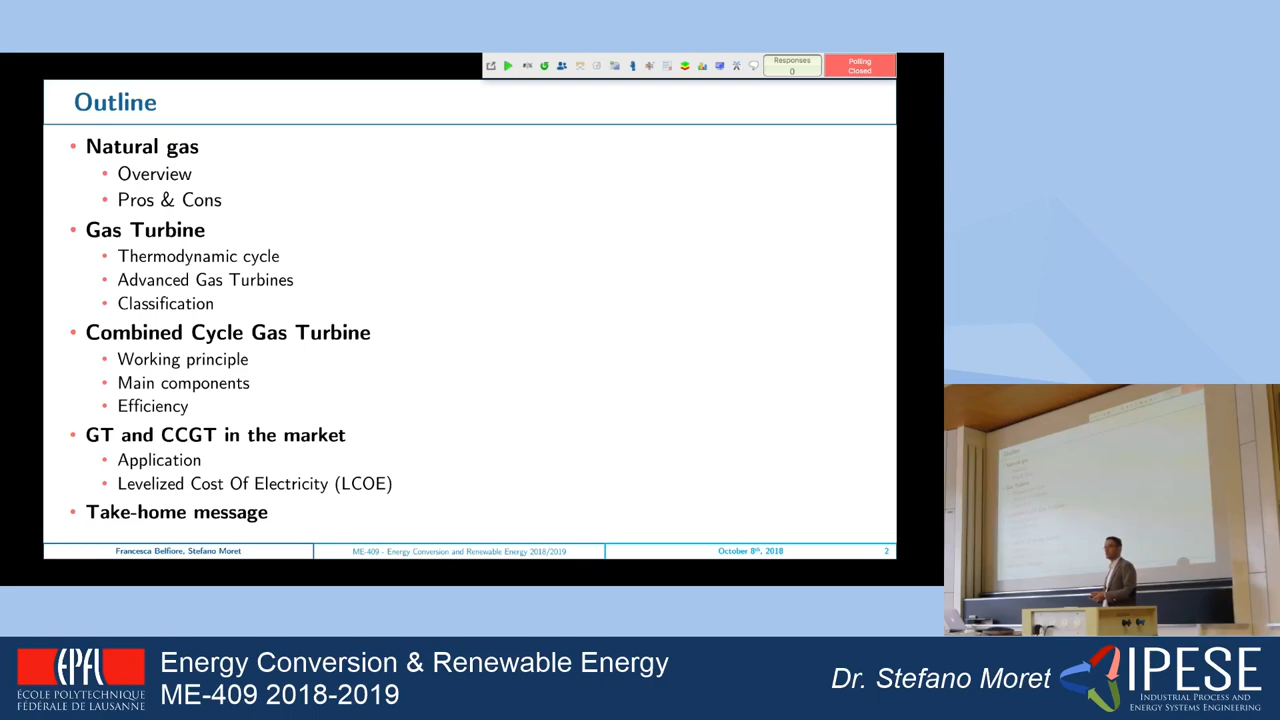 Responses
0
Polling
Closed
Outline
• Natural gas
• Overview
• Pros & Cons
• Gas Turbine
• Thermodynamic cycle
• Advanced Gas Turbines
• Classification
• Combined Cycle Gas Turbine
• Working principle
• Main components
• Efficiency
• GT and CCGT in the market
• Application
• Levelized Cost Of Electricity (LCOE)
• Take-home message
Francesca Belfiore, Stefano Moret
ME-409 - Energy Conversion and Renewable Energy 2018/2019
October 8th, 2018
2
EPFL
ÉCOLE POLYTECHNIQUE
FÉDÉRALE DE LAUSANNE
Energy Conversion & Renewable Energy
ME-409 2018-2019
Dr. Stefano Moret
IPESE
INDUSTRIAL PROCESS AND
ENERGY SYSTEMS ENGINEERING